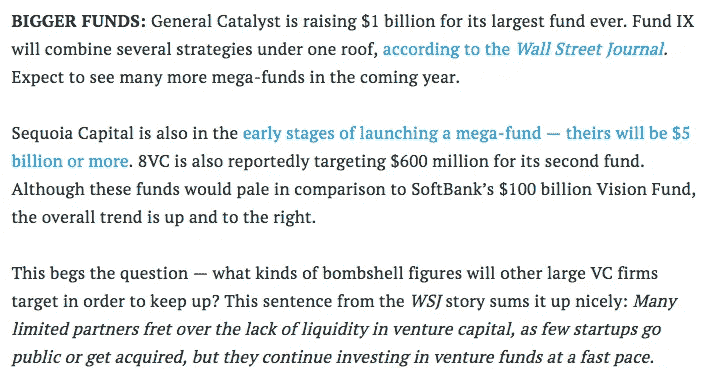 BIGGER FUNDS: General Catalyst is raising $1 billion for its largest fund ever. Fund IX
will combine several strategies under one roof, according to the Wall Street Journal.
Expect to see many more mega-funds in the coming year.
Sequoia Capital is also in the early stages of launching a mega-fund — theirs will be $5
billion or more. 8VC is also reportedly targeting $600 million for its second fund.
Although these funds would pale in comparison to SoftBank’s $100 billion Vision Fund,
the overall trend is up and to the right.
This begs the question — what kinds of bombshell figures will other large VC firms
target in order to keep up? This sentence from the WSJ story sums it up nicely: Many
limited partners fret over the lack of liquidity in venture capital, as few startups go
public or get acquired, but they continue investing in venture funds at a fast pace.